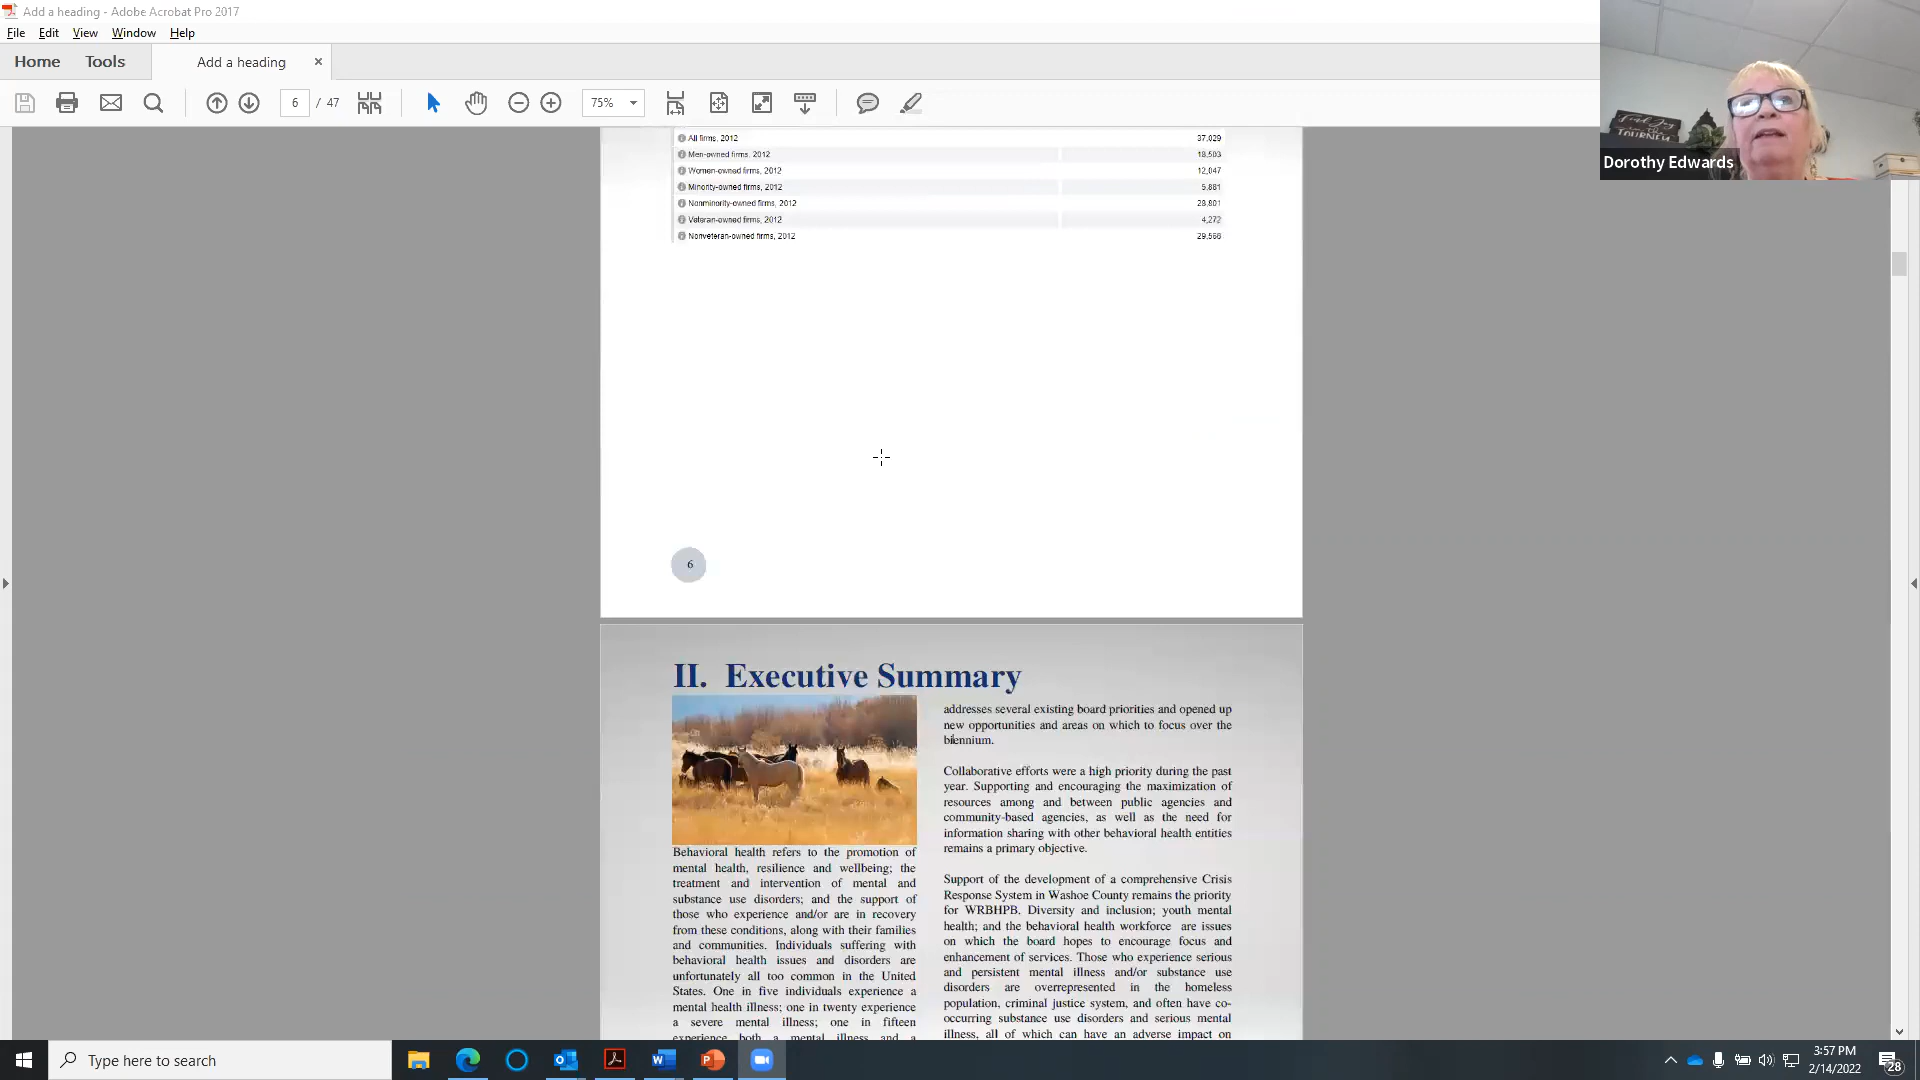 Add a heading - Adobe Acrobat Pro 2017
File Edit View Window Help
Home Tools Add a heading ×
6 / 47 75%
All firms, 2012 37,029
Men-owned firms, 2012 18,503
Women-owned firms, 2012 12,047
Minority-owned firms, 2012 5,881
Nonminority-owned firms, 2012 28,801
Veteran-owned firms, 2012 4,272
Nonveteran-owned firms, 2012 29,566
6
Find Joy
JOURNEY
Dorothy Edwards
II. Executive Summary
Behavioral health refers to the promotion of
mental health, resilience and wellbeing; the
treatment and intervention of mental and
substance use disorders; and the support of
those who experience and/or are in recovery
from these conditions, along with their families
and communities. Individuals suffering with
behavioral health issues and disorders are
unfortunately all too common in the United
States. One in five individuals experience a
mental health illness; one in twenty experience
a severe mental illness; one in fifteen
experience both a mental illness and a
addresses several existing board priorities and opened up
new opportunities and areas on which to focus over the
biennium.
Collaborative efforts were a high priority during the past
year. Supporting and encouraging the maximization of
resources among and between public agencies and
community-based agencies, as well as the need for
information sharing with other behavioral health entities
remains a primary objective.
Support of the development of a comprehensive Crisis
Response System in Washoe County remains the priority
for WRBHPB. Diversity and inclusion; youth mental
health; and the behavioral health workforce are issues
on which the board hopes to encourage focus and
enhancement of services. Those who experience serious
and persistent mental illness and/or substance use
disorders are overrepresented in the homeless
population, criminal justice system, and often have co-
occurring substance use disorders and serious mental
illness, all of which can have an adverse impact on
Type here to search
3:57 PM
2/14/2022
28